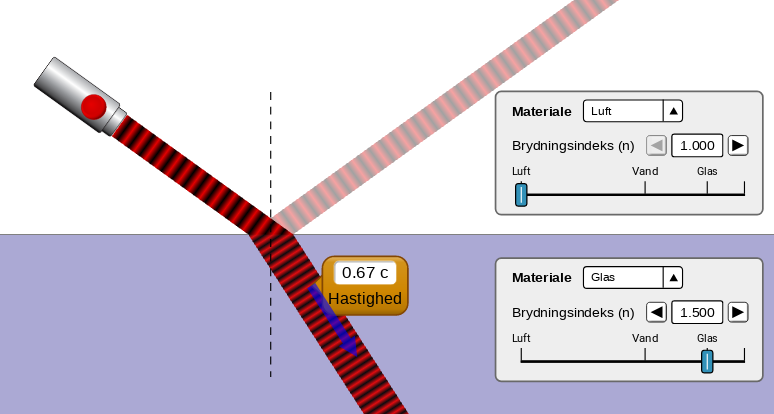 Materiale Luft
Brydningsindeks (n) 1.000
Luft Vand Glas
0.67 c
Hastighed
Materiale Glas
Brydningsindeks (n) 1.500
Luft Vand Glas